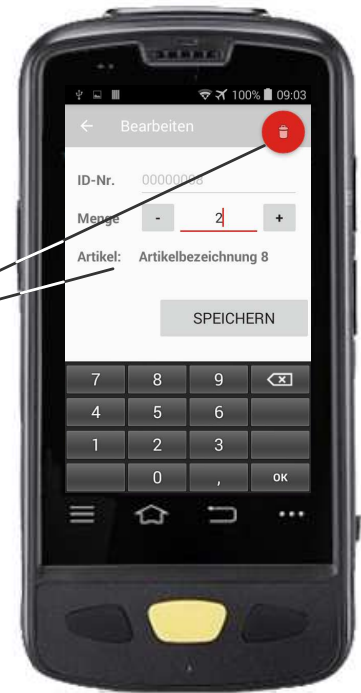 100% 09:03
Bearbeiten
ID-Nr. 00000008
Menge - 2 +
Artikel: Artikelbezeichnung 8
SPEICHERN
7 8 9
4 5 6
1 2 3
0 , OK